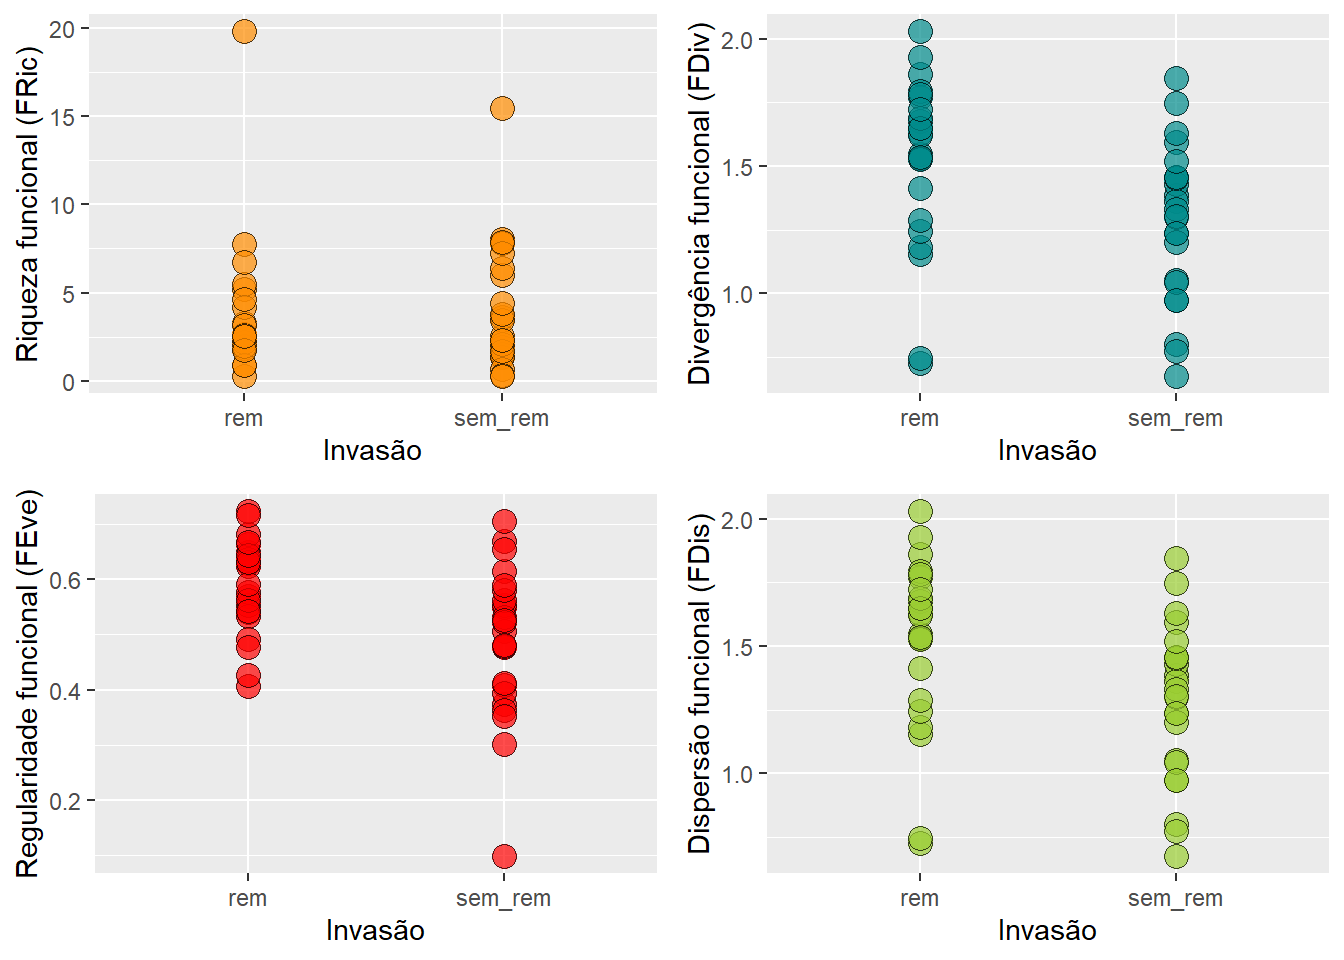 Riqueza funcional (FRic)
20
15
10
5
0
rem
sem_rem
Invasão
Divergência funcional (FDiv)
2.0
1.5
1.0
rem
sem_rem
Invasão
Regularidade funcional (FEve)
0.6
0.4
0.2
rem
sem_rem
Invasão
Dispersão funcional (FDis)
2.0
1.5
1.0
rem
sem_rem
Invasão